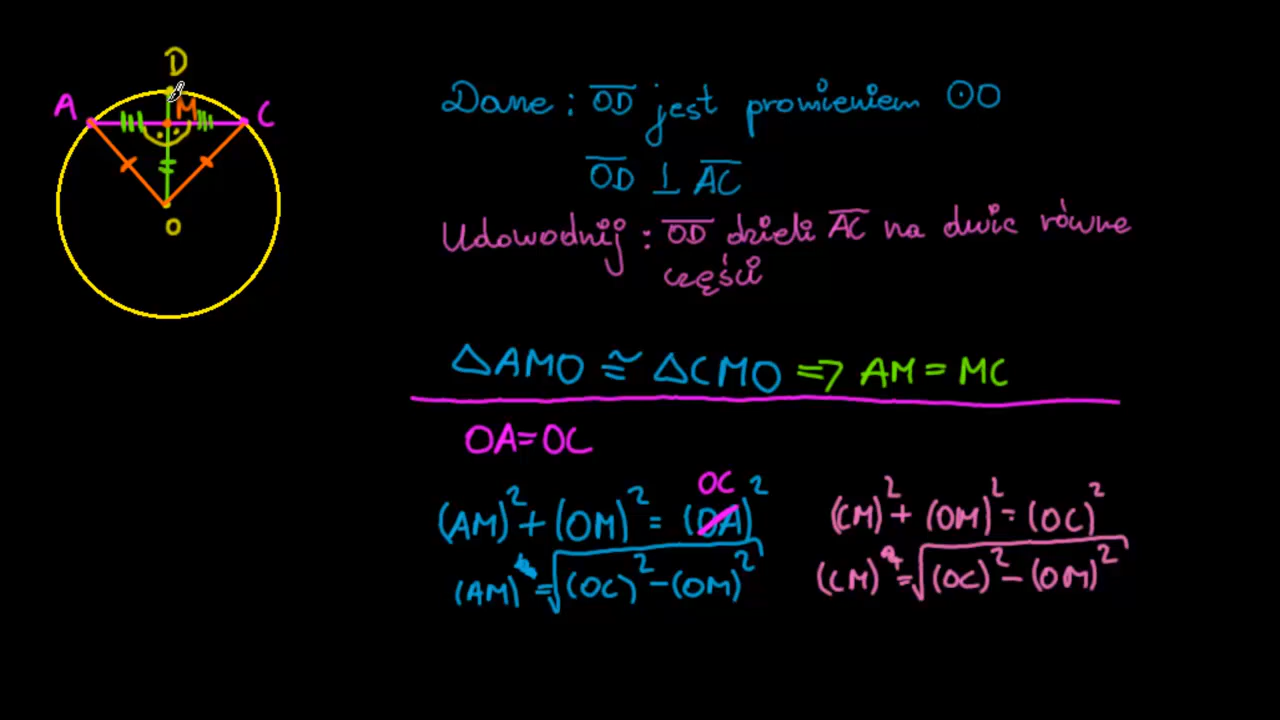 D
A
M
C
O
Dane : OD jest promieniem ⊙O
OD ⊥ AC
Udowodnij : OD dzieli AC na dwie równe
części
△AMO ≅ △CMO ⇒ AM = MC
OA = OC
OC
(AM)² + (OM)² = (OA)²
(AM) = √(OC)² − (OM)²
(CM)² + (OM)² = (OC)²
(CM) = √(OC)² − (OM)²